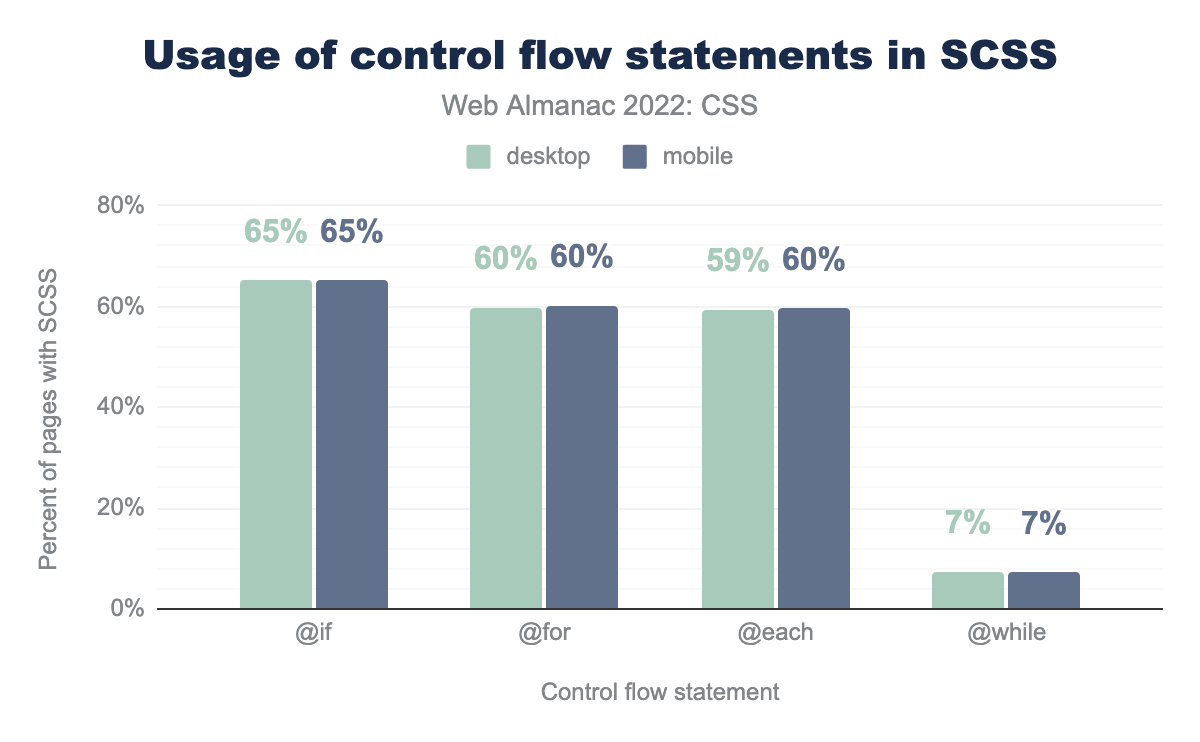 Usage of control flow statements in SCSS
Web Almanac 2022: CSS
desktop mobile
80%
60%
40%
20%
0%
Percent of pages with SCSS
65% 65%
60% 60%
59% 60%
7% 7%
@if @for @each @while
Control flow statement